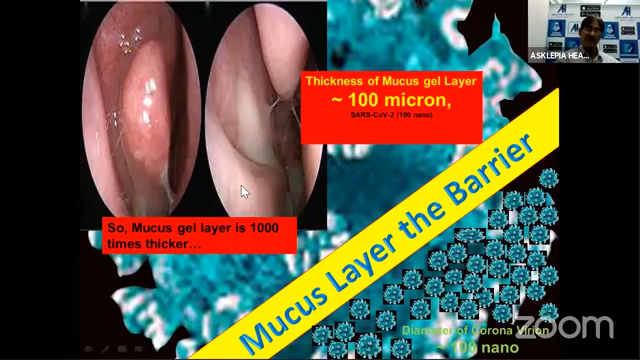 ASKLEPIA HEA...
Thickness of Mucus gel Layer
~ 100 micron,
SARS-CoV-2 (100 nano)
So, Mucus gel layer is 1000
times thicker...
Mucus Layer the Barrier
Diameter of Corona Virion
~ 100 nano
zoom